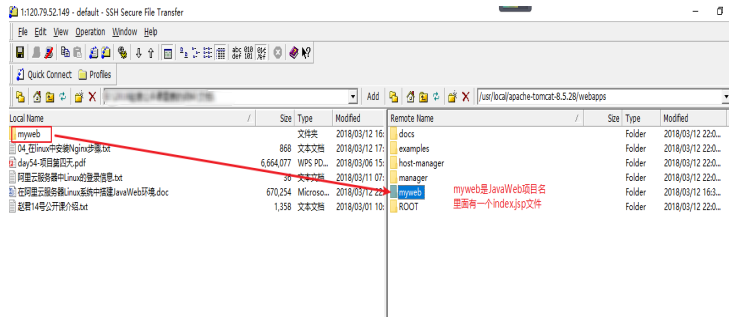 1:120.79.52.149 - default - SSH Secure File Transfer
File Edit View Operation Window Help
Quick Connect Profiles
Add /usr/local/apache-tomcat-8.5.28/webapps
Local Name / Size Type Modified
myweb 文件夹 2018/03/12 16:
04_在linux中安装Nginx步骤.txt 868 文本文档 2018/03/12 17:
day54-项目第四天.pdf 6,664,077 WPS PD... 2018/03/06 15:
阿里云服务器中Linux的登录信息.txt 文本文档 2018/03/11 07:
在阿里云服务器Linux系统中搭建JavaWeb环境.doc 670,254 Microso... 2018/03/12 22:
赵君14号公开课介绍.txt 1,358 文本文档 2018/03/01 10:
Remote Name / Size Type Modified
docs Folder 2018/03/12 22:0...
examples Folder 2018/03/12 22:0...
host-manager Folder 2018/03/12 22:0...
manager Folder 2018/03/12 22:0...
myweb Folder 2018/03/12 16:3...
ROOT Folder 2018/03/12 22:0...
myweb是JavaWeb项目名
里面有一个index.jsp文件